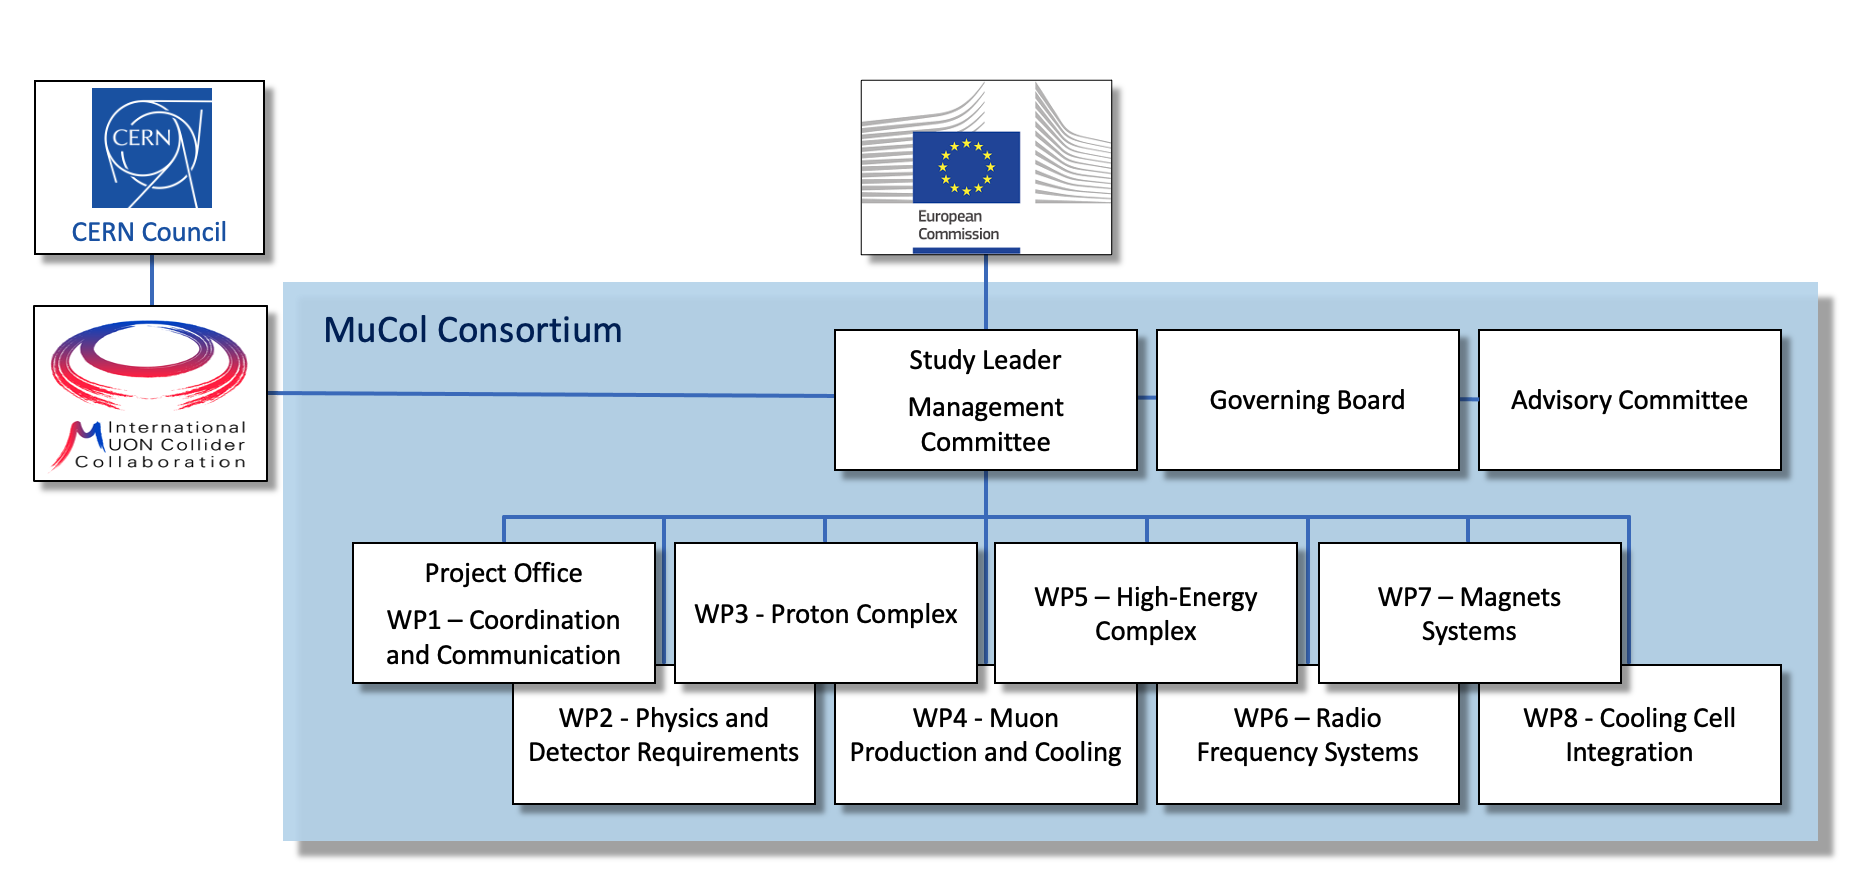 CERN
CERN Council
European
Commission
International
MUON Collider
Collaboration
MuCol Consortium
Study Leader
Management
Committee
Governing Board
Advisory Committee
Project Office
WP1 – Coordination
and Communication
WP3 - Proton Complex
WP5 – High-Energy
Complex
WP7 – Magnets
Systems
WP2 - Physics and
Detector Requirements
WP4 - Muon
Production and Cooling
WP6 – Radio
Frequency Systems
WP8 - Cooling Cell
Integration